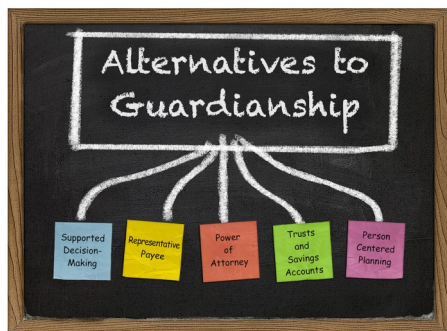 Alternatives to
Guardianship
Supported
Decision-
Making
Representative
Payee
Power
of
Attorney
Trusts
and
Savings
Accounts
Person
Centered
Planning